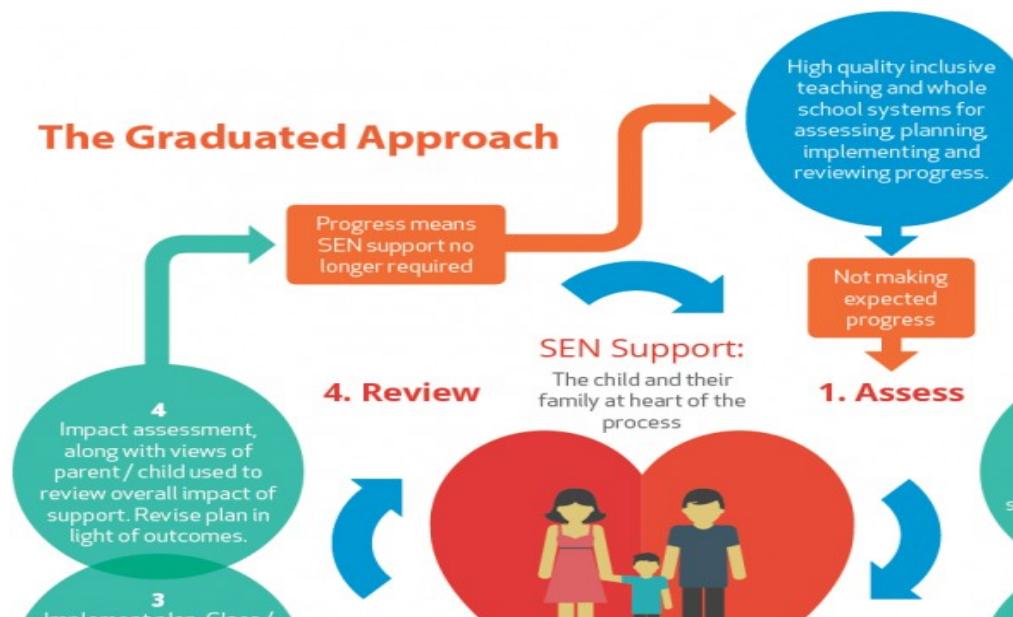 The Graduated Approach
High quality inclusive
teaching and whole
school systems for
assessing, planning,
implementing and
reviewing progress.
Progress means
SEN support no
longer required
Not making
expected
progress
SEN Support:
The child and their
family at heart of the
process
4. Review
1. Assess
4
Impact assessment,
along with views of
parent / child used to
review overall impact of
support. Revise plan in
light of outcomes.
3